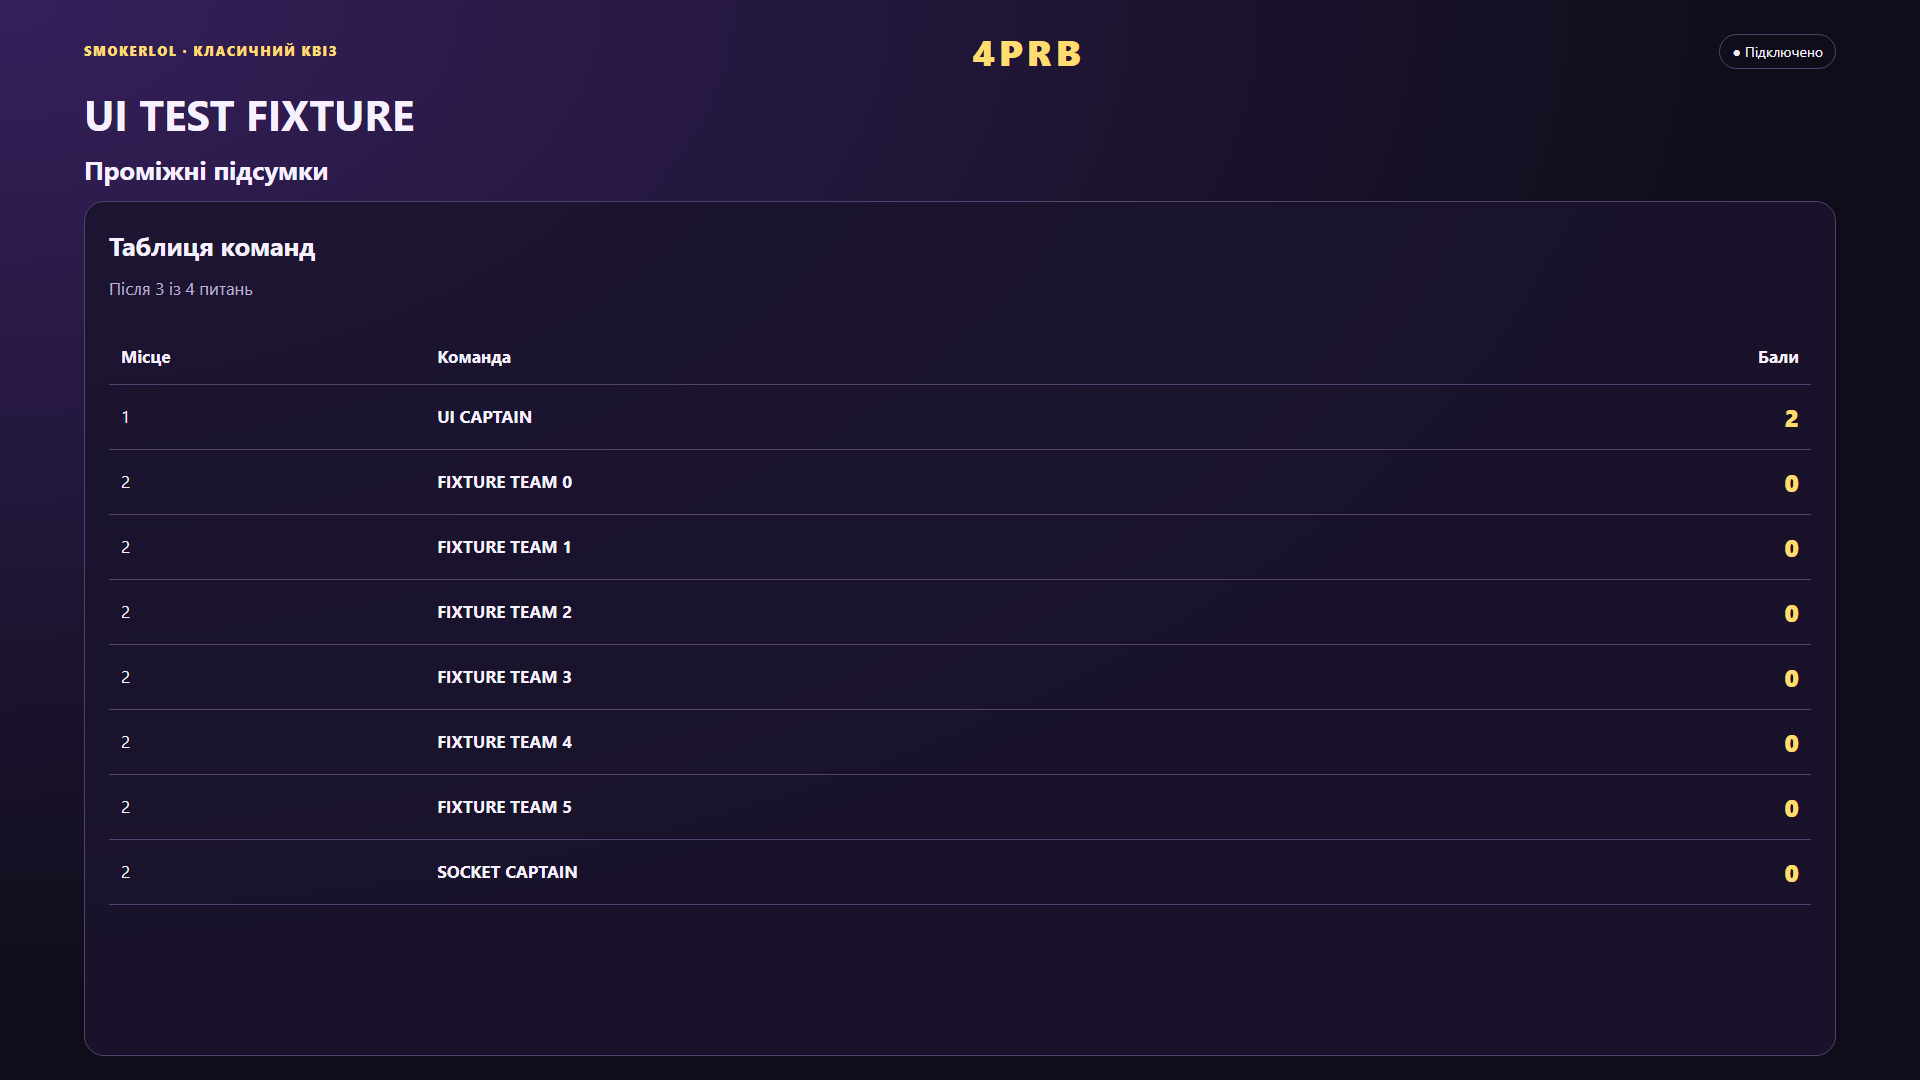 SMOKERLOL · КЛАСИЧНИЙ КВІЗ
4PRB
● Підключено
UI TEST FIXTURE
Проміжні підсумки
Таблиця команд
Після 3 із 4 питань
Місце Команда Бали
1 UI CAPTAIN 2
2 FIXTURE TEAM 0 0
2 FIXTURE TEAM 1 0
2 FIXTURE TEAM 2 0
2 FIXTURE TEAM 3 0
2 FIXTURE TEAM 4 0
2 FIXTURE TEAM 5 0
2 SOCKET CAPTAIN 0